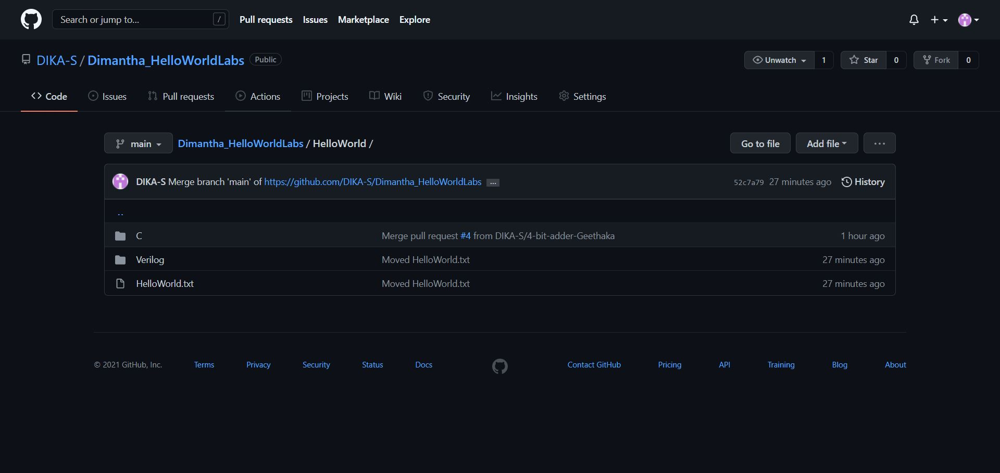 Search or jump to... / Pull requests Issues Marketplace Explore
DIKA-S / Dimantha_HelloWorldLabs Public Unwatch 1 Star 0 Fork 0
Code Issues Pull requests Actions Projects Wiki Security Insights Settings
main Dimantha_HelloWorldLabs / HelloWorld / Go to file Add file ...
DIKA-S Merge branch 'main' of https://github.com/DIKA-S/Dimantha_HelloWorldLabs ... 52c7a79 27 minutes ago History
..
C Merge pull request #4 from DIKA-S/4-bit-adder-Geethaka 1 hour ago
Verilog Moved HelloWorld.txt 27 minutes ago
HelloWorld.txt Moved HelloWorld.txt 27 minutes ago
© 2021 GitHub, Inc. Terms Privacy Security Status Docs Contact GitHub Pricing API Training Blog About